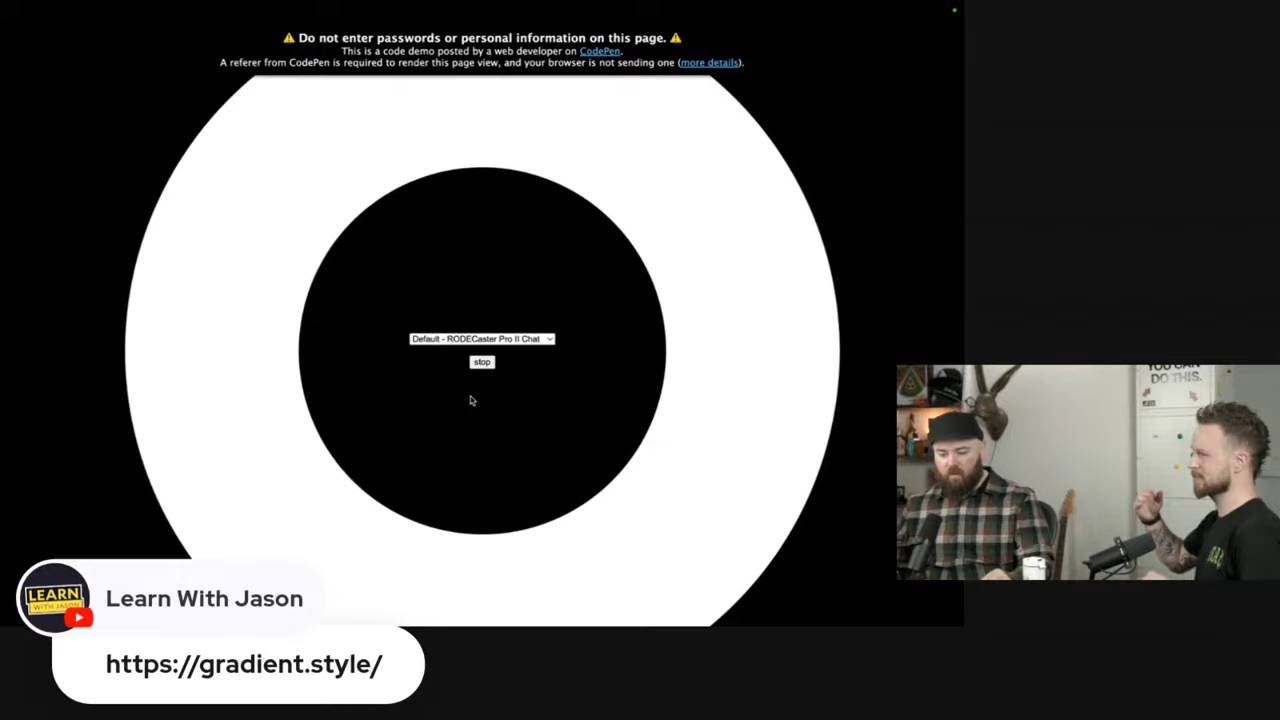 ⚠ Do not enter passwords or personal information on this page. ⚠
This is a code demo posted by a web developer on CodePen.
A referer from CodePen is required to render this page view, and your browser is not sending one (more details).
Default - RODECaster Pro II Chat
stop
YOU CAN
DO THIS.
LEARN
WITH JASON
Learn With Jason
https://gradient.style/